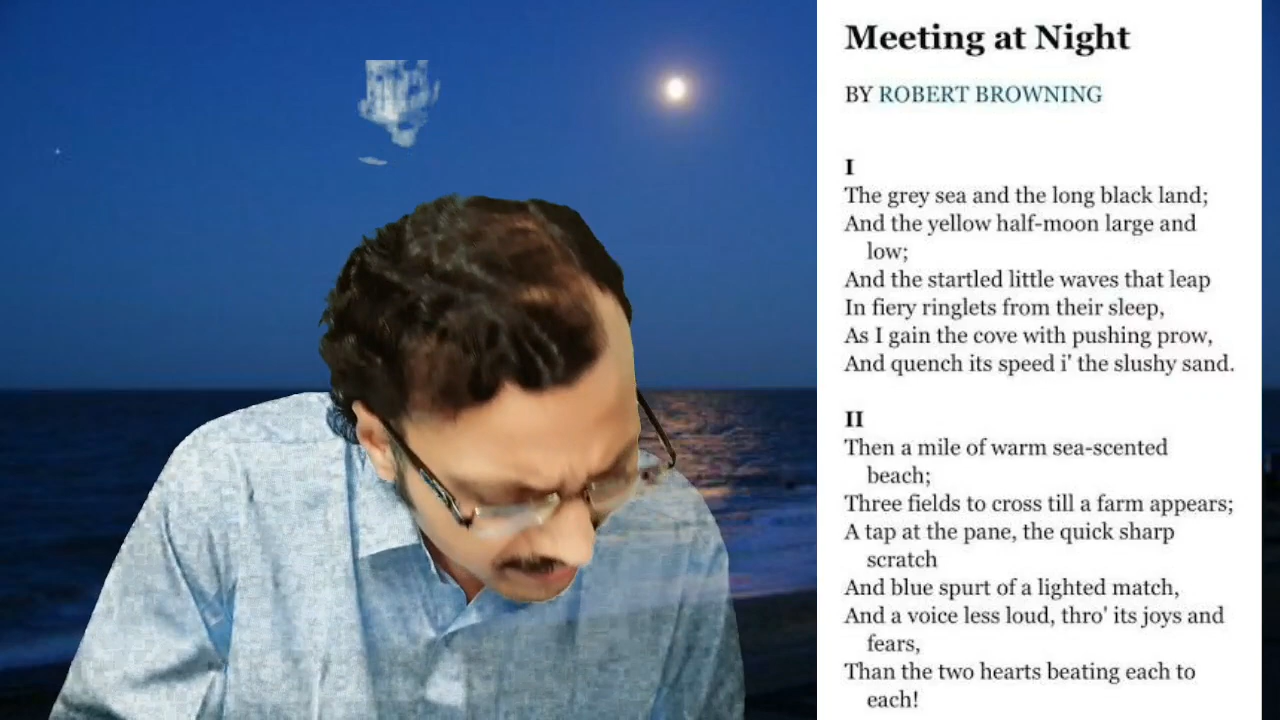 Meeting at Night
BY ROBERT BROWNING
I
The grey sea and the long black land;
And the yellow half-moon large and
low;
And the startled little waves that leap
In fiery ringlets from their sleep,
As I gain the cove with pushing prow,
And quench its speed i' the slushy sand.
II
Then a mile of warm sea-scented
beach;
Three fields to cross till a farm appears;
A tap at the pane, the quick sharp
scratch
And blue spurt of a lighted match,
And a voice less loud, thro' its joys and
fears,
Than the two hearts beating each to
each!